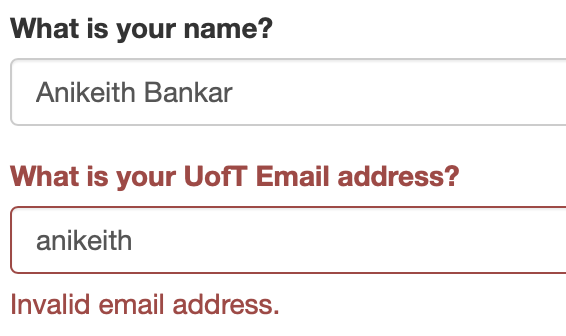 What is your name?
Anikeith Bankar
What is your UofT Email address?
anikeith
Invalid email address.